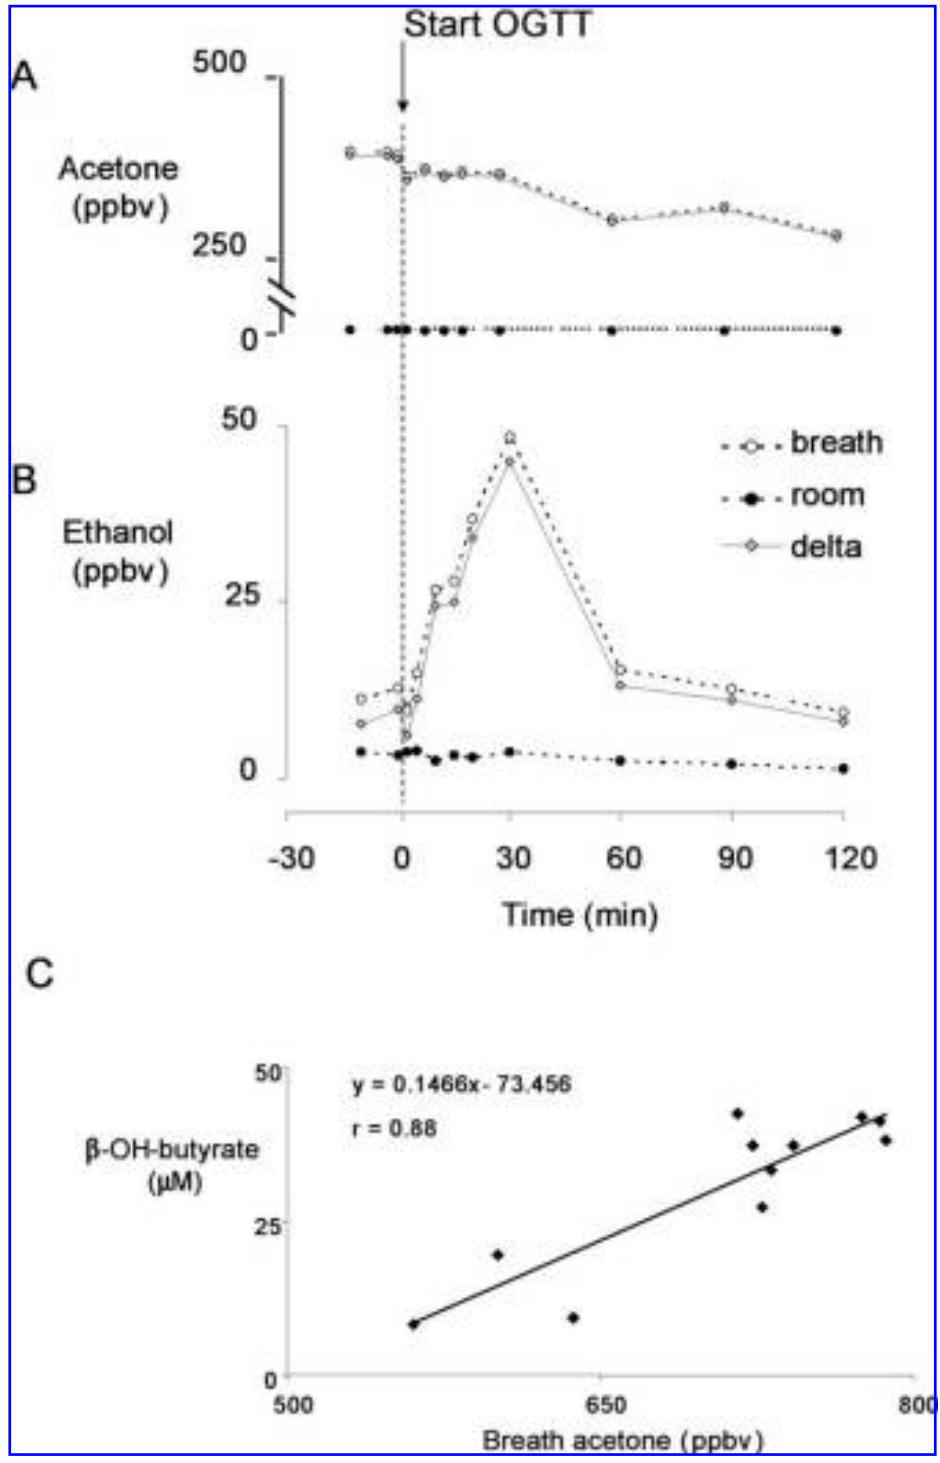 Start OGTT
A
500
Acetone
(ppbv)
250
0
50
breath
B
room
Ethanol
(ppbv)
delta
25
0
-30 0 30 60 90 120
Time (min)
C
50
y = 0.1466x- 73.456
r = 0.88
β-OH-butyrate
(μM)
25
0
500 650 800
Breath acetone (ppbv)